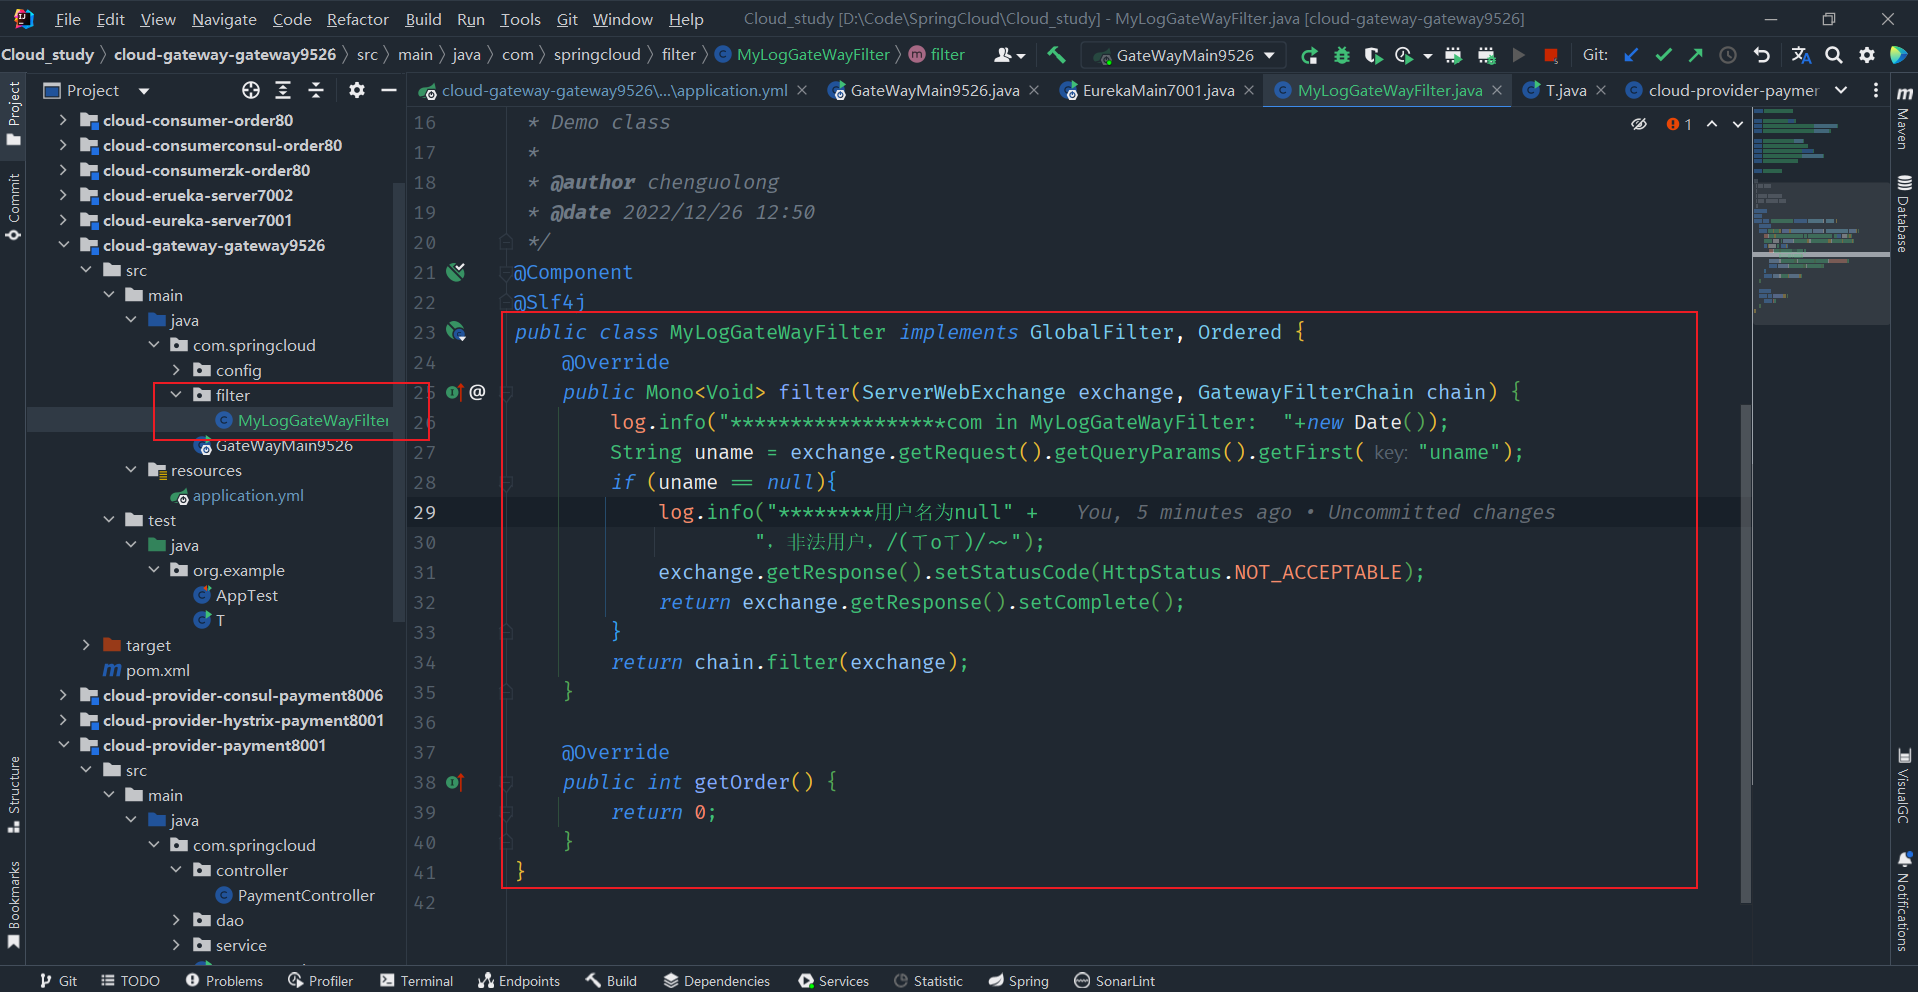 File Edit View Navigate Code Refactor Build Run Tools Git Window Help Cloud_study [D:\Code\SpringCloud\Cloud_study] - MyLogGateWayFilter.java [cloud-gateway-gateway9526]
Cloud_study cloud-gateway-gateway9526 src main java com springcloud filter MyLogGateWayFilter filter GateWayMain9526 Git:
Project
cloud-gateway-gateway9526\...\application.yml GateWayMain9526.java EurekaMain7001.java MyLogGateWayFilter.java T.java cloud-provider-paymer
Project
Commit
Structure
Bookmarks
cloud-consumer-order80
cloud-consumerconsul-order80
cloud-consumerzk-order80
cloud-erueka-server7002
cloud-eureka-server7001
cloud-gateway-gateway9526
src
main
java
com.springcloud
config
filter
MyLogGateWayFilter
GateWayMain9526
resources
application.yml
test
java
org.example
AppTest
T
target
pom.xml
cloud-provider-consul-payment8006
cloud-provider-hystrix-payment8001
cloud-provider-payment8001
src
main
java
com.springcloud
controller
PaymentController
dao
service
1
16 * Demo class
17 *
18 * @author chenguolong
19 * @date 2022/12/26 12:50
20 */
21 @Component
22 @Slf4j
23 public class MyLogGateWayFilter implements GlobalFilter, Ordered {
24 @Override
25 @ public Mono<Void> filter(ServerWebExchange exchange, GatewayFilterChain chain) {
26 log.info("******************com in MyLogGateWayFilter:  "+new Date());
27 String uname = exchange.getRequest().getQueryParams().getFirst( key: "uname");
28 if (uname == null){
29 log.info("********用户名为null" + You, 5 minutes ago • Uncommitted changes
30 ", 非法用户, /(ㄒoㄒ)/~~");
31 exchange.getResponse().setStatusCode(HttpStatus.NOT_ACCEPTABLE);
32 return exchange.getResponse().setComplete();
33 }
34 return chain.filter(exchange);
35 }
36
37 @Override
38 public int getOrder() {
39 return 0;
40 }
41 }
42
Maven
Database
VisualGC
Notifications
Git TODO Problems Profiler Terminal Endpoints Build Dependencies Services Statistic Spring SonarLint